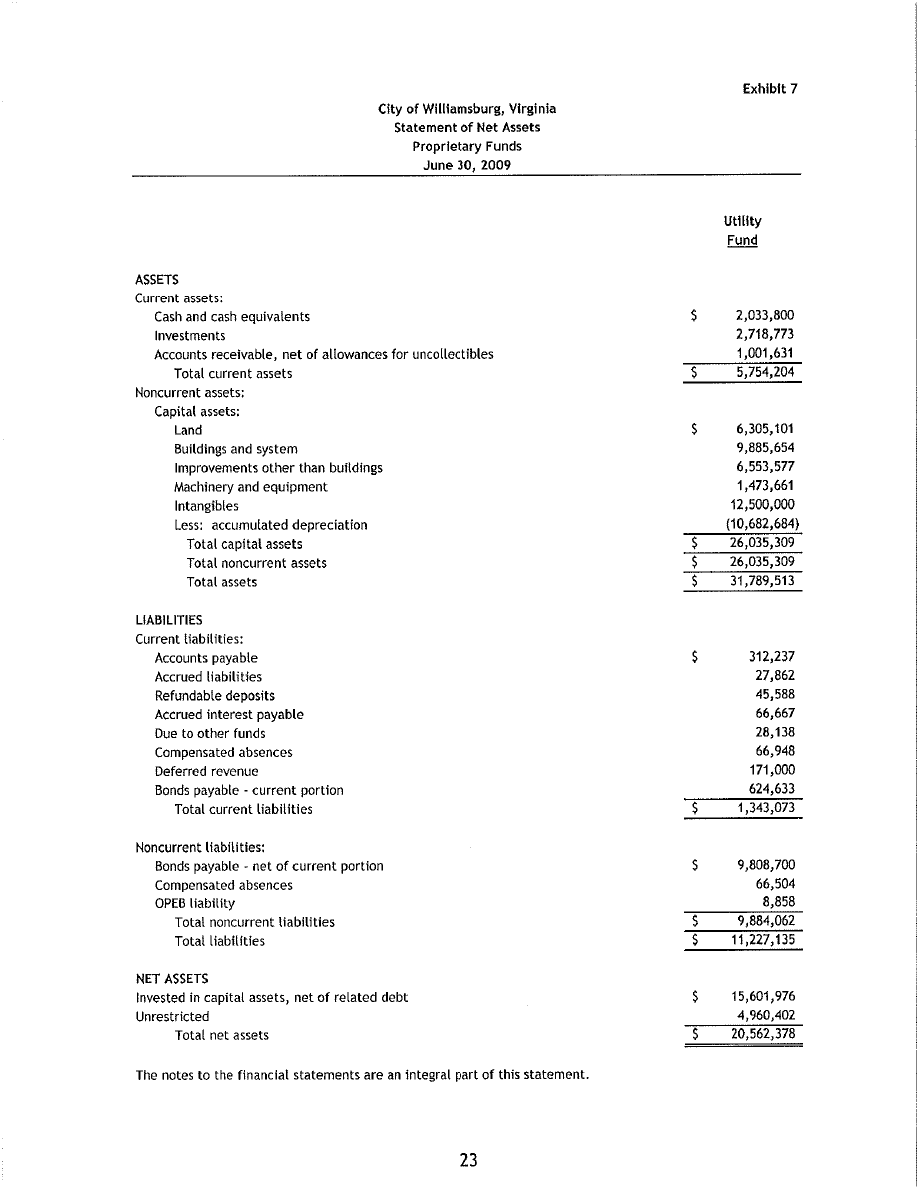 Exhibit 7
City of Williamsburg, Virginia
Statement of Net Assets
Proprietary Funds
June 30, 2009
Utility
Fund
ASSETS
Current assets:
Cash and cash equivalents $ 2,033,800
Investments 2,718,773
Accounts receivable, net of allowances for uncollectibles 1,001,631
Total current assets $ 5,754,204
Noncurrent assets:
Capital assets:
Land $ 6,305,101
Buildings and system 9,885,654
Improvements other than buildings 6,553,577
Machinery and equipment 1,473,661
Intangibles 12,500,000
Less: accumulated depreciation (10,682,684)
Total capital assets $ 26,035,309
Total noncurrent assets $ 26,035,309
Total assets $ 31,789,513
LIABILITIES
Current liabilities:
Accounts payable $ 312,237
Accrued liabilities 27,862
Refundable deposits 45,588
Accrued interest payable 66,667
Due to other funds 28,138
Compensated absences 66,948
Deferred revenue 171,000
Bonds payable - current portion 624,633
Total current liabilities $ 1,343,073
Noncurrent liabilities:
Bonds payable - net of current portion $ 9,808,700
Compensated absences 66,504
OPEB liability 8,858
Total noncurrent liabilities $ 9,884,062
Total liabilities $ 11,227,135
NET ASSETS
Invested in capital assets, net of related debt $ 15,601,976
Unrestricted 4,960,402
Total net assets $ 20,562,378
The notes to the financial statements are an integral part of this statement.
23